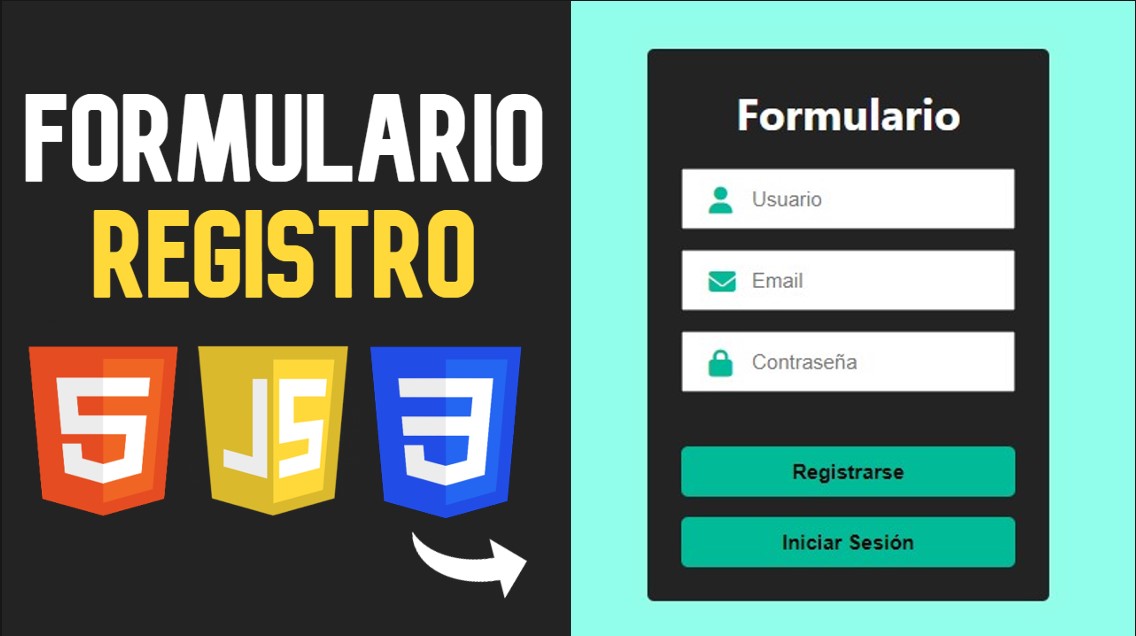 FORMULARIO
REGISTRO
5
JS
3
Formulario
Usuario
Email
Contraseña
Registrarse
Iniciar Sesión